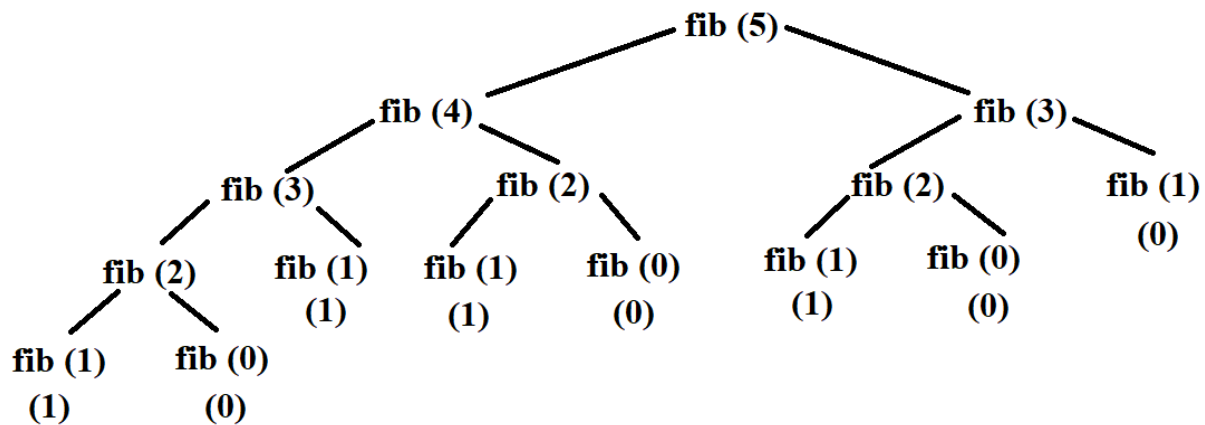 fib (5)
fib (4) fib (3)
fib (3) fib (2) fib (2) fib (1)
(0)
fib (2) fib (1) fib (1) fib (0) fib (1) fib (0)
(1) (1) (0) (1) (0)
fib (1) fib (0)
(1) (0)